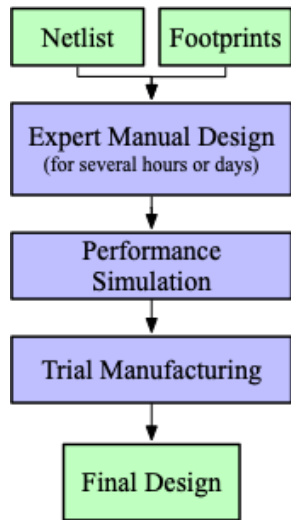 Netlist
Footprints
Expert Manual Design
(for several hours or days)
Performance
Simulation
Trial Manufacturing
Final Design